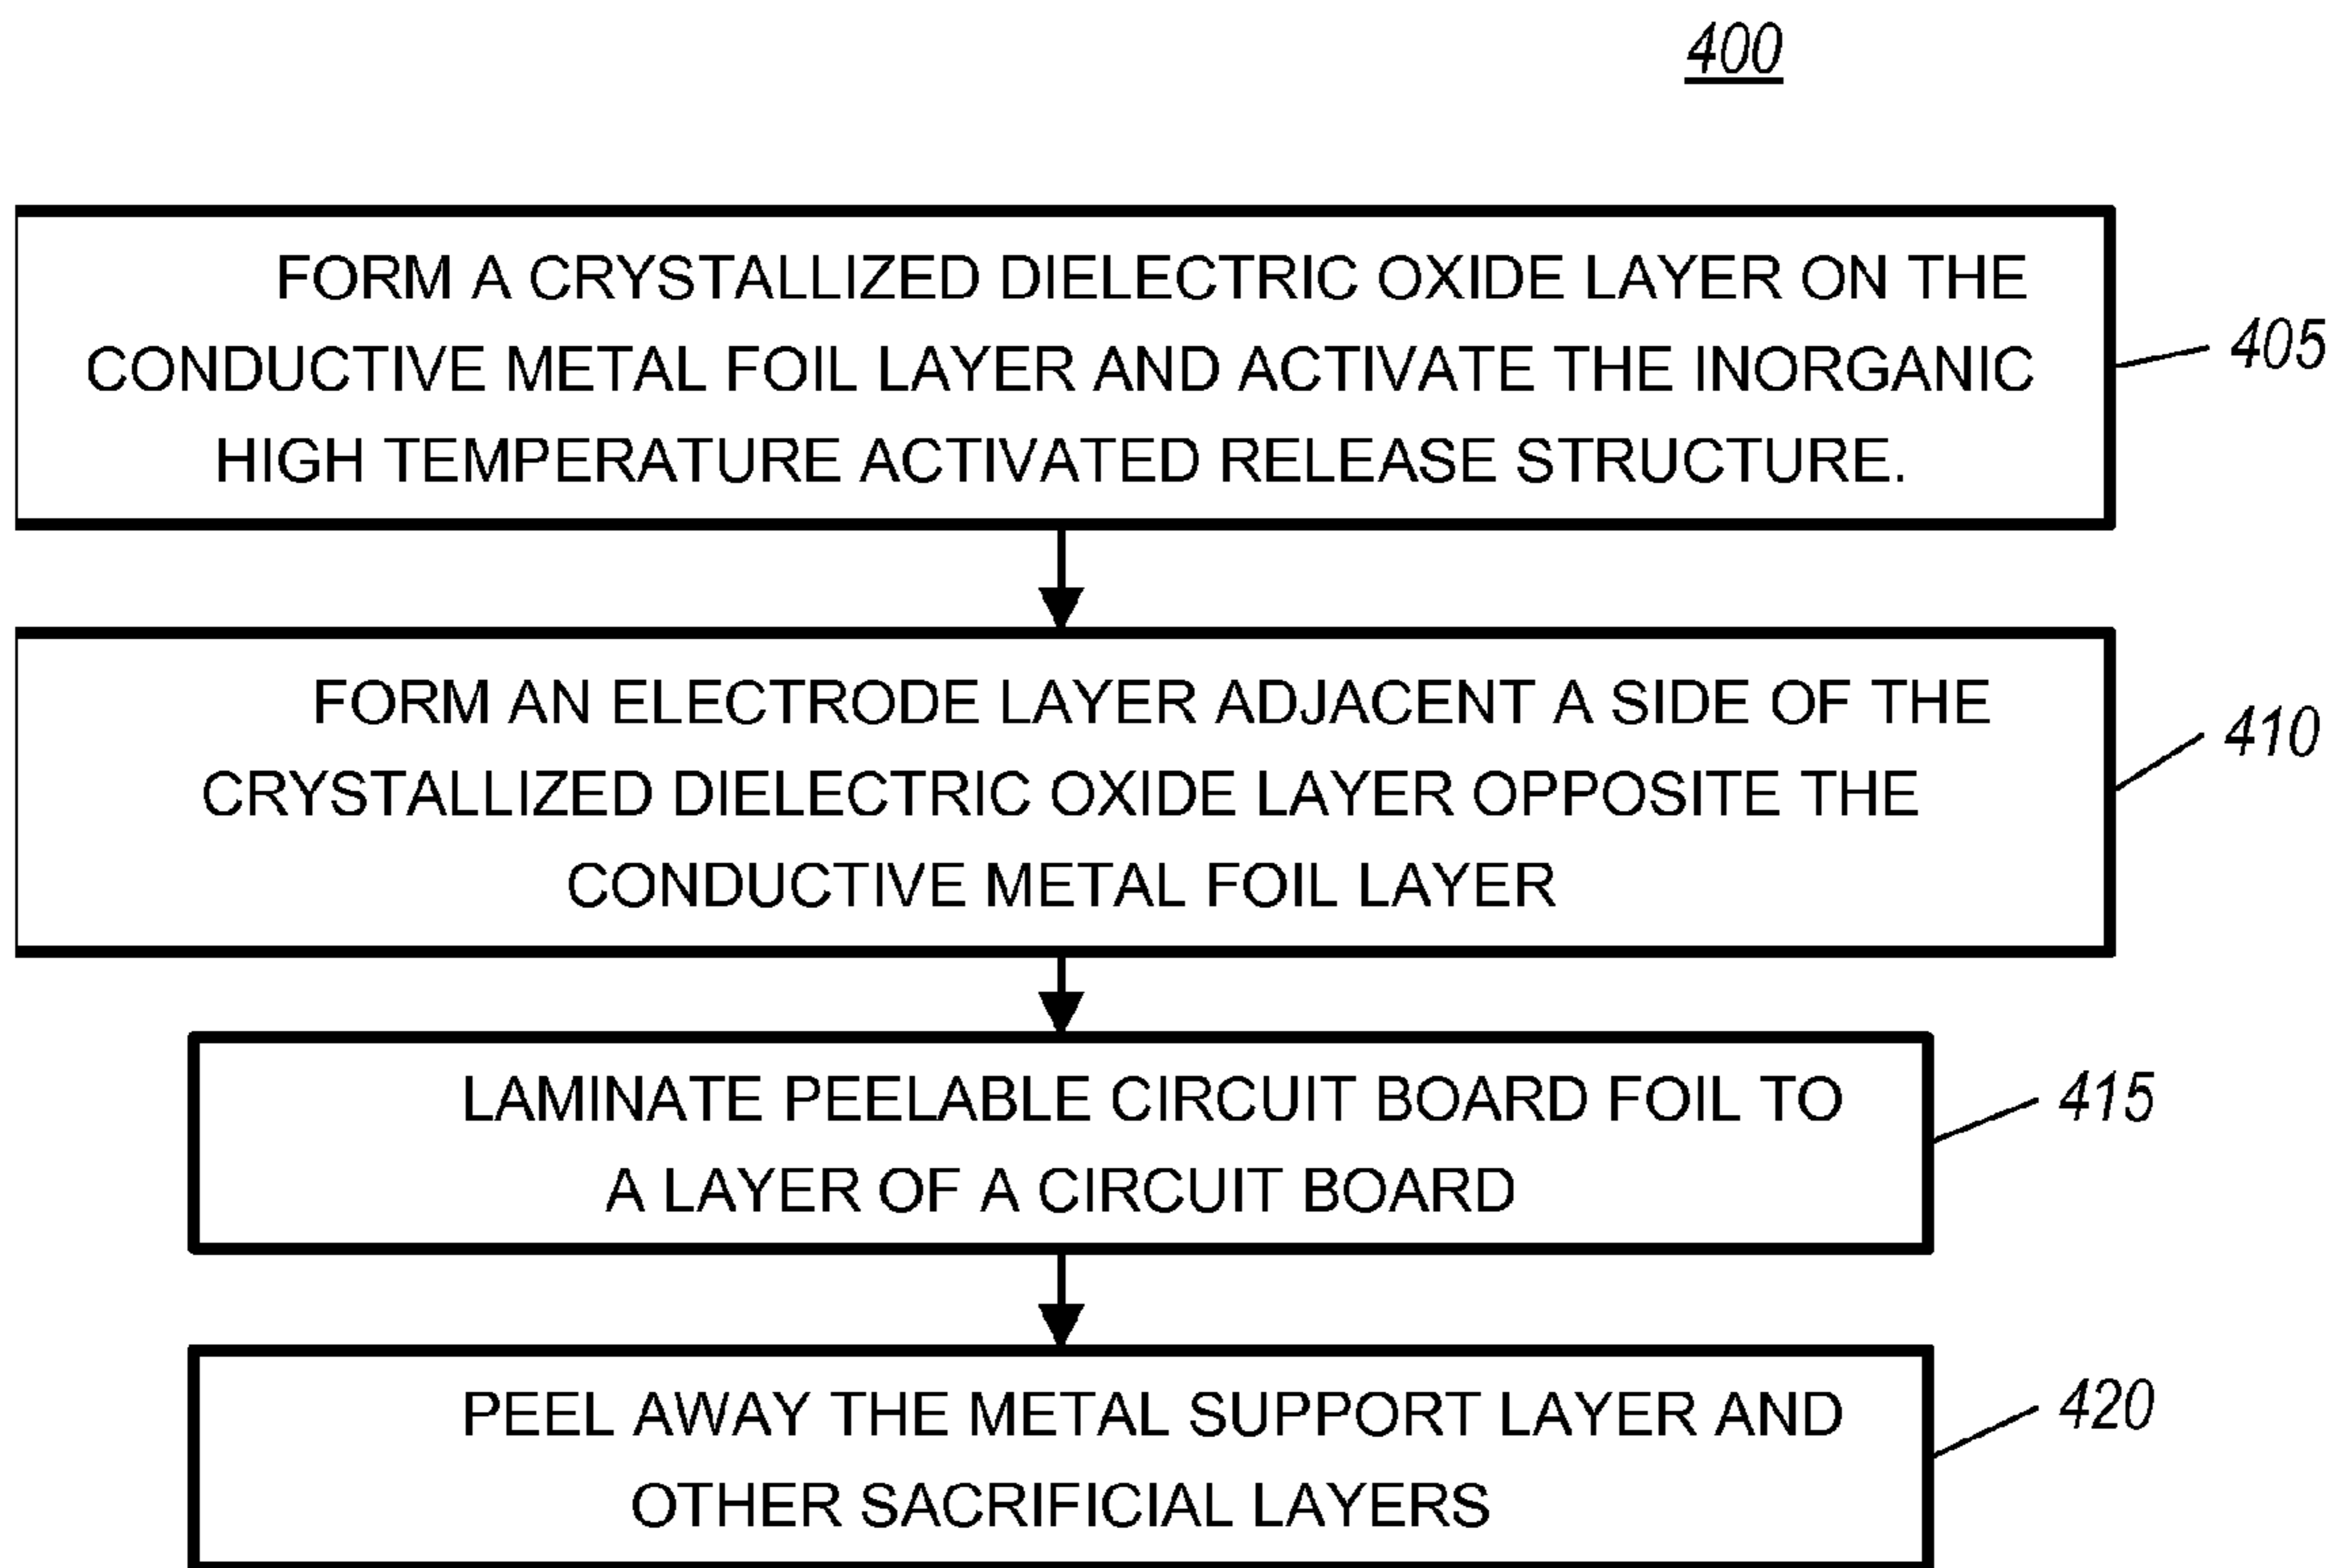 400
FORM A CRYSTALLIZED DIELECTRIC OXIDE LAYER ON THE
CONDUCTIVE METAL FOIL LAYER AND ACTIVATE THE INORGANIC
HIGH TEMPERATURE ACTIVATED RELEASE STRUCTURE.
405
FORM AN ELECTRODE LAYER ADJACENT A SIDE OF THE
CRYSTALLIZED DIELECTRIC OXIDE LAYER OPPOSITE THE
CONDUCTIVE METAL FOIL LAYER
410
LAMINATE PEELABLE CIRCUIT BOARD FOIL TO
A LAYER OF A CIRCUIT BOARD
415
PEEL AWAY THE METAL SUPPORT LAYER AND
OTHER SACRIFICIAL LAYERS
420